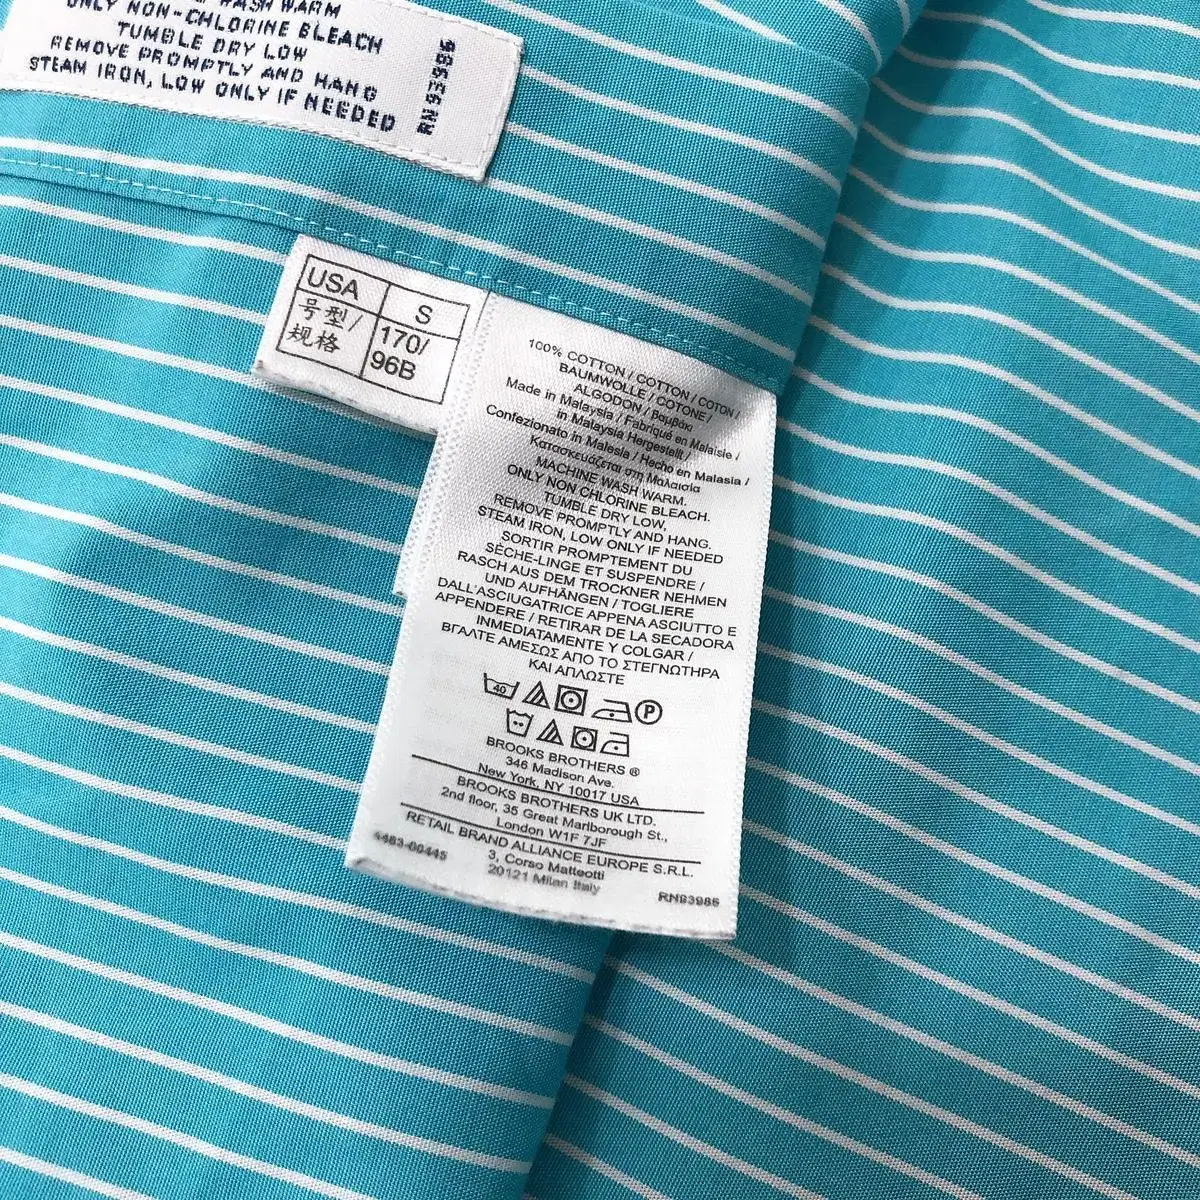 WASH WARM
ONLY NON-CHLORINE BLEACH
TUMBLE DRY LOW
REMOVE PROMPTLY AND HANG
STEAM IRON, LOW ONLY IF NEEDED
RN63985
USA S
号型/
规格
170/
96B
100% COTTON / COTTON / COTON /
BAUMWOLLE / COTONE /
ALGODON / Βαμβάκι
Made in Malaysia / Fabriqué en Malaisie /
in Malaysia Hergestellt /
Confezionato in Malesia / Hecho en Malasia /
Κατασκευάζεται στη Μαλαισία
MACHINE WASH WARM.
ONLY NON CHLORINE BLEACH.
TUMBLE DRY LOW,
REMOVE PROMPTLY AND HANG.
STEAM IRON, LOW ONLY IF NEEDED
SORTIR PROMPTEMENT DU
SÈCHE-LINGE ET SUSPENDRE /
RASCH AUS DEM TROCKNER NEHMEN
UND AUFHÄNGEN / TOGLIERE
DALL'ASCIUGATRICE APPENA ASCIUTTO E
APPENDERE / RETIRAR DE LA SECADORA
INMEDIATAMENTE Y COLGAR /
ΒΓΑΛΤΕ ΑΜΕΣΩΣ ΑΠΟ ΤΟ ΣΤΕΓΝΩΤΗΡΑ
ΚΑΙ ΑΠΛΩΣΤΕ
40 P
BROOKS BROTHERS ®
346 Madison Ave.
New York, NY 10017 USA
BROOKS BROTHERS UK LTD.
2nd floor, 35 Great Marlborough St.,
London W1F 7JF
RETAIL BRAND ALLIANCE EUROPE S.R.L.
3, Corso Matteotti
20121 Milan Italy
4463-00445
RN83985